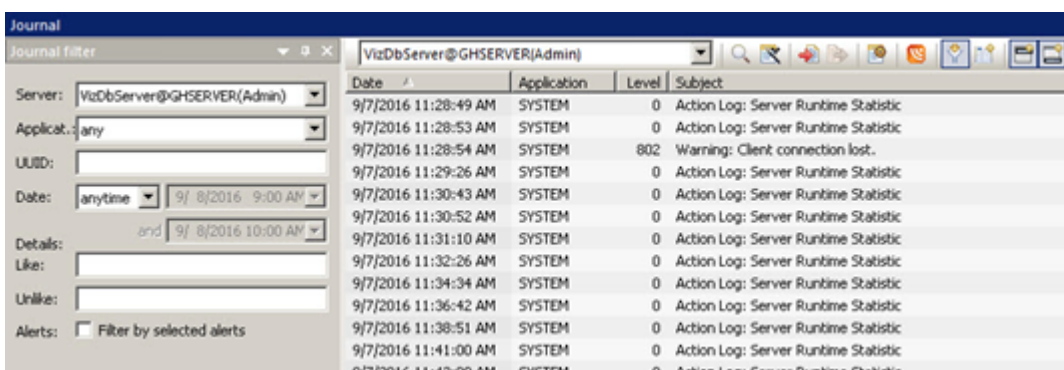 Journal
Journal filter
Server: VizDbServer@GHSERVER(Admin)
Applicat.: any
UUID:
Date: anytime 9/ 8/2016 9:00 AM
and 9/ 8/2016 10:00 AM
Details:
Like:
Unlike:
Alerts: Filter by selected alerts
VizDbServer@GHSERVER(Admin)
Date Application Level Subject
9/7/2016 11:28:49 AM SYSTEM 0 Action Log: Server Runtime Statistic
9/7/2016 11:28:53 AM SYSTEM 0 Action Log: Server Runtime Statistic
9/7/2016 11:28:54 AM SYSTEM 802 Warning: Client connection lost.
9/7/2016 11:29:26 AM SYSTEM 0 Action Log: Server Runtime Statistic
9/7/2016 11:30:43 AM SYSTEM 0 Action Log: Server Runtime Statistic
9/7/2016 11:30:52 AM SYSTEM 0 Action Log: Server Runtime Statistic
9/7/2016 11:31:10 AM SYSTEM 0 Action Log: Server Runtime Statistic
9/7/2016 11:32:26 AM SYSTEM 0 Action Log: Server Runtime Statistic
9/7/2016 11:34:34 AM SYSTEM 0 Action Log: Server Runtime Statistic
9/7/2016 11:36:42 AM SYSTEM 0 Action Log: Server Runtime Statistic
9/7/2016 11:38:51 AM SYSTEM 0 Action Log: Server Runtime Statistic
9/7/2016 11:41:00 AM SYSTEM 0 Action Log: Server Runtime Statistic